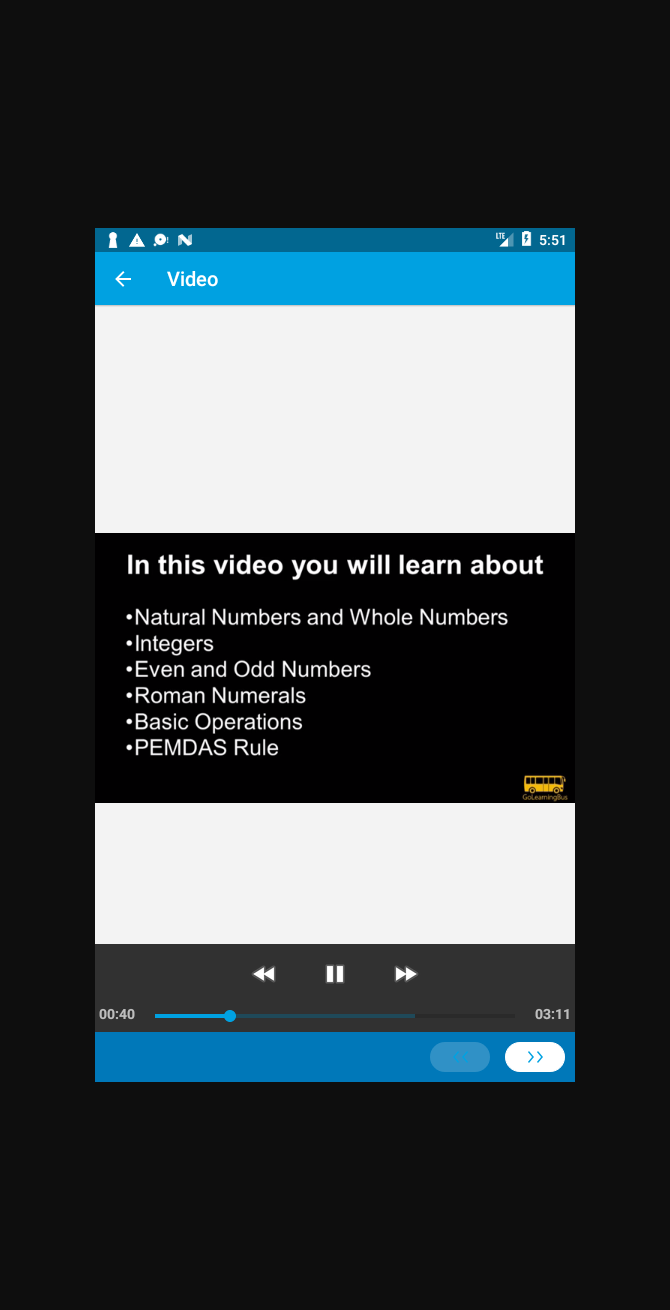 LTE 5:51
Video
In this video you will learn about
•Natural Numbers and Whole Numbers
•Integers
•Even and Odd Numbers
•Roman Numerals
•Basic Operations
•PEMDAS Rule
GoLearningBus
00:40 03:11